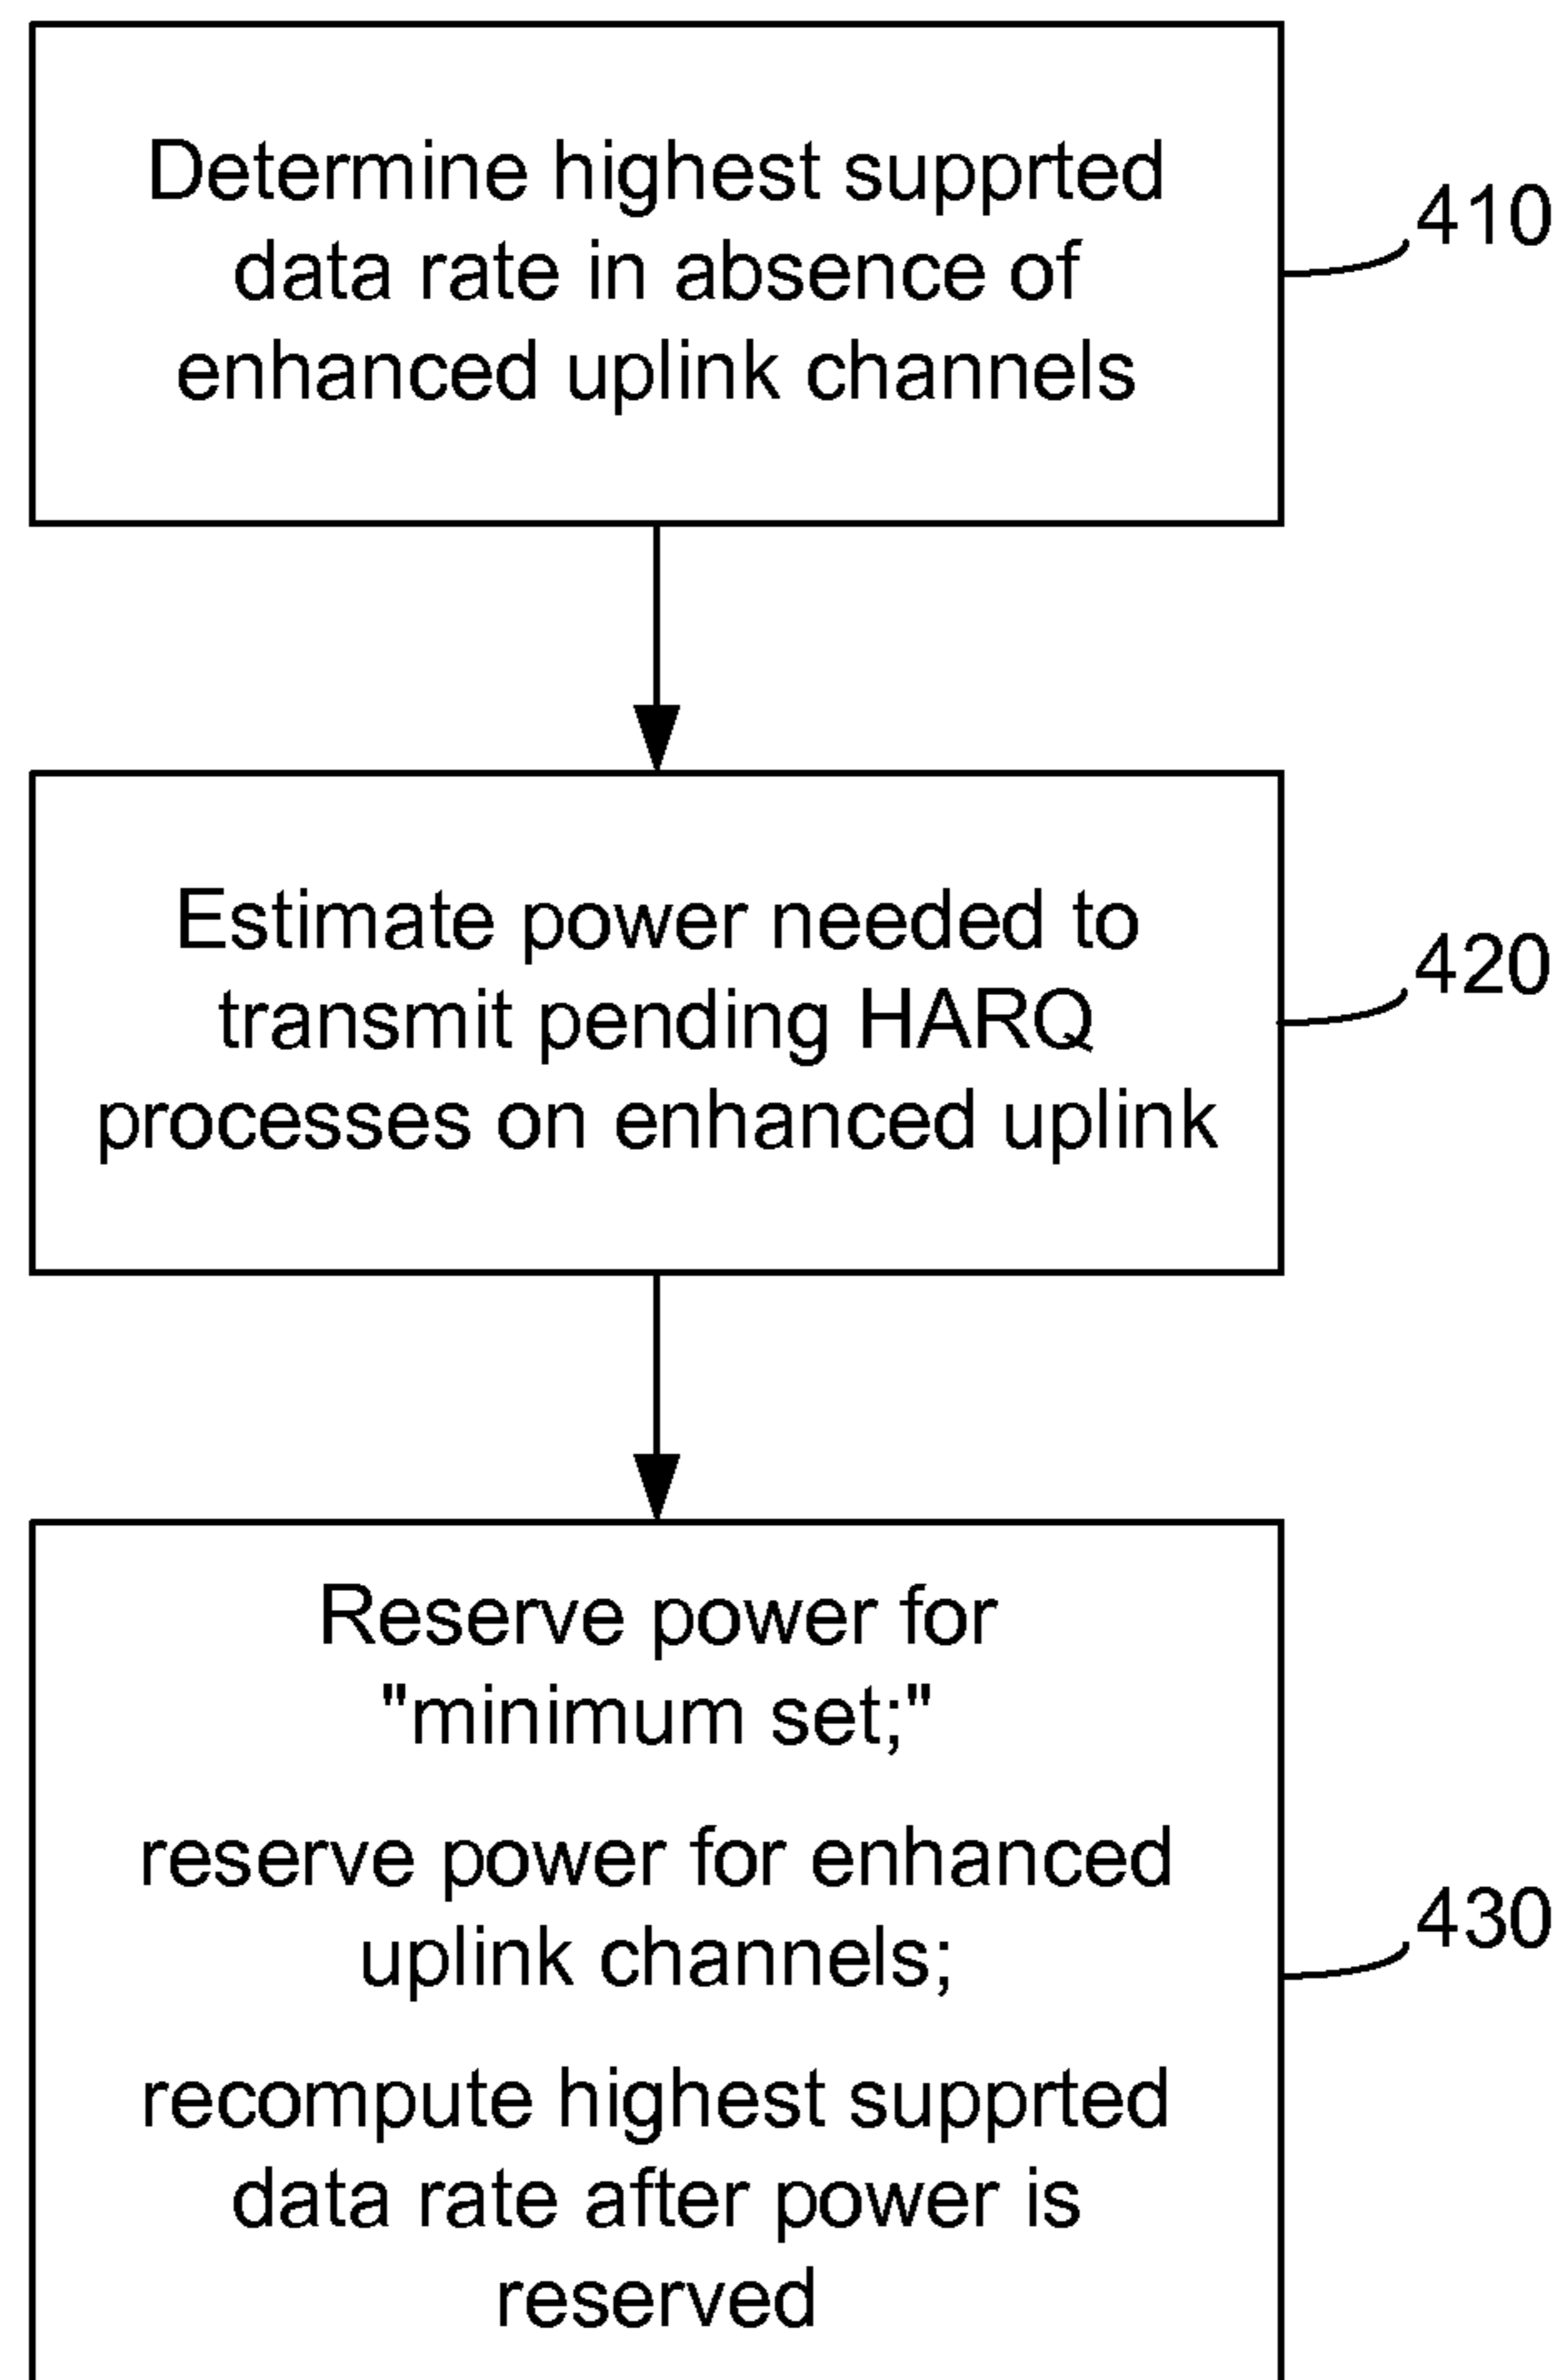 Determine highest supprted
data rate in absence of
enhanced uplink channels
410
Estimate power needed to
transmit pending HARQ
processes on enhanced uplink
420
Reserve power for
"minimum set;"
reserve power for enhanced
uplink channels;
recompute highest supprted
data rate after power is
reserved
430